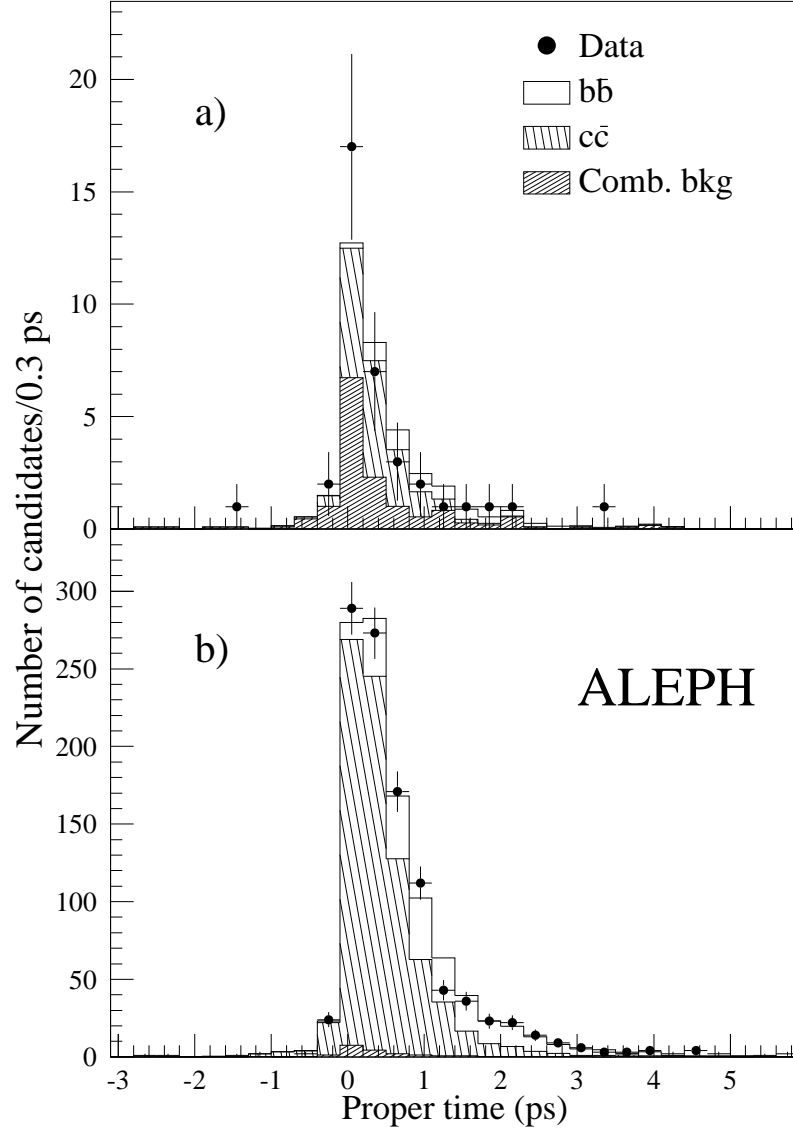 Number of candidates/0.3 ps
a)
Data
bb̄
cc̄
Comb. bkg
20
15
10
5
0
b)
ALEPH
300
250
200
150
100
50
0
-3 -2 -1 0 1 2 3 4 5
Proper time (ps)